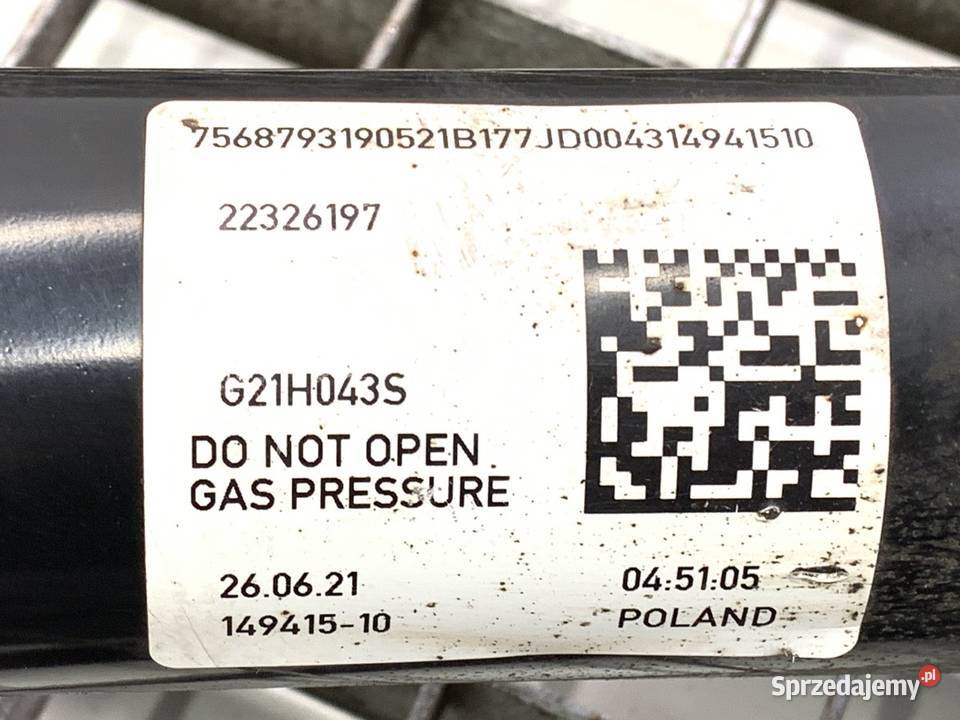 7568793190521B177JD004314941510
22326197
G21H043S
DO NOT OPEN
GAS PRESSURE
26.06.21
04:51:05
149415-10
POLAND
Sprzedajemy.pl